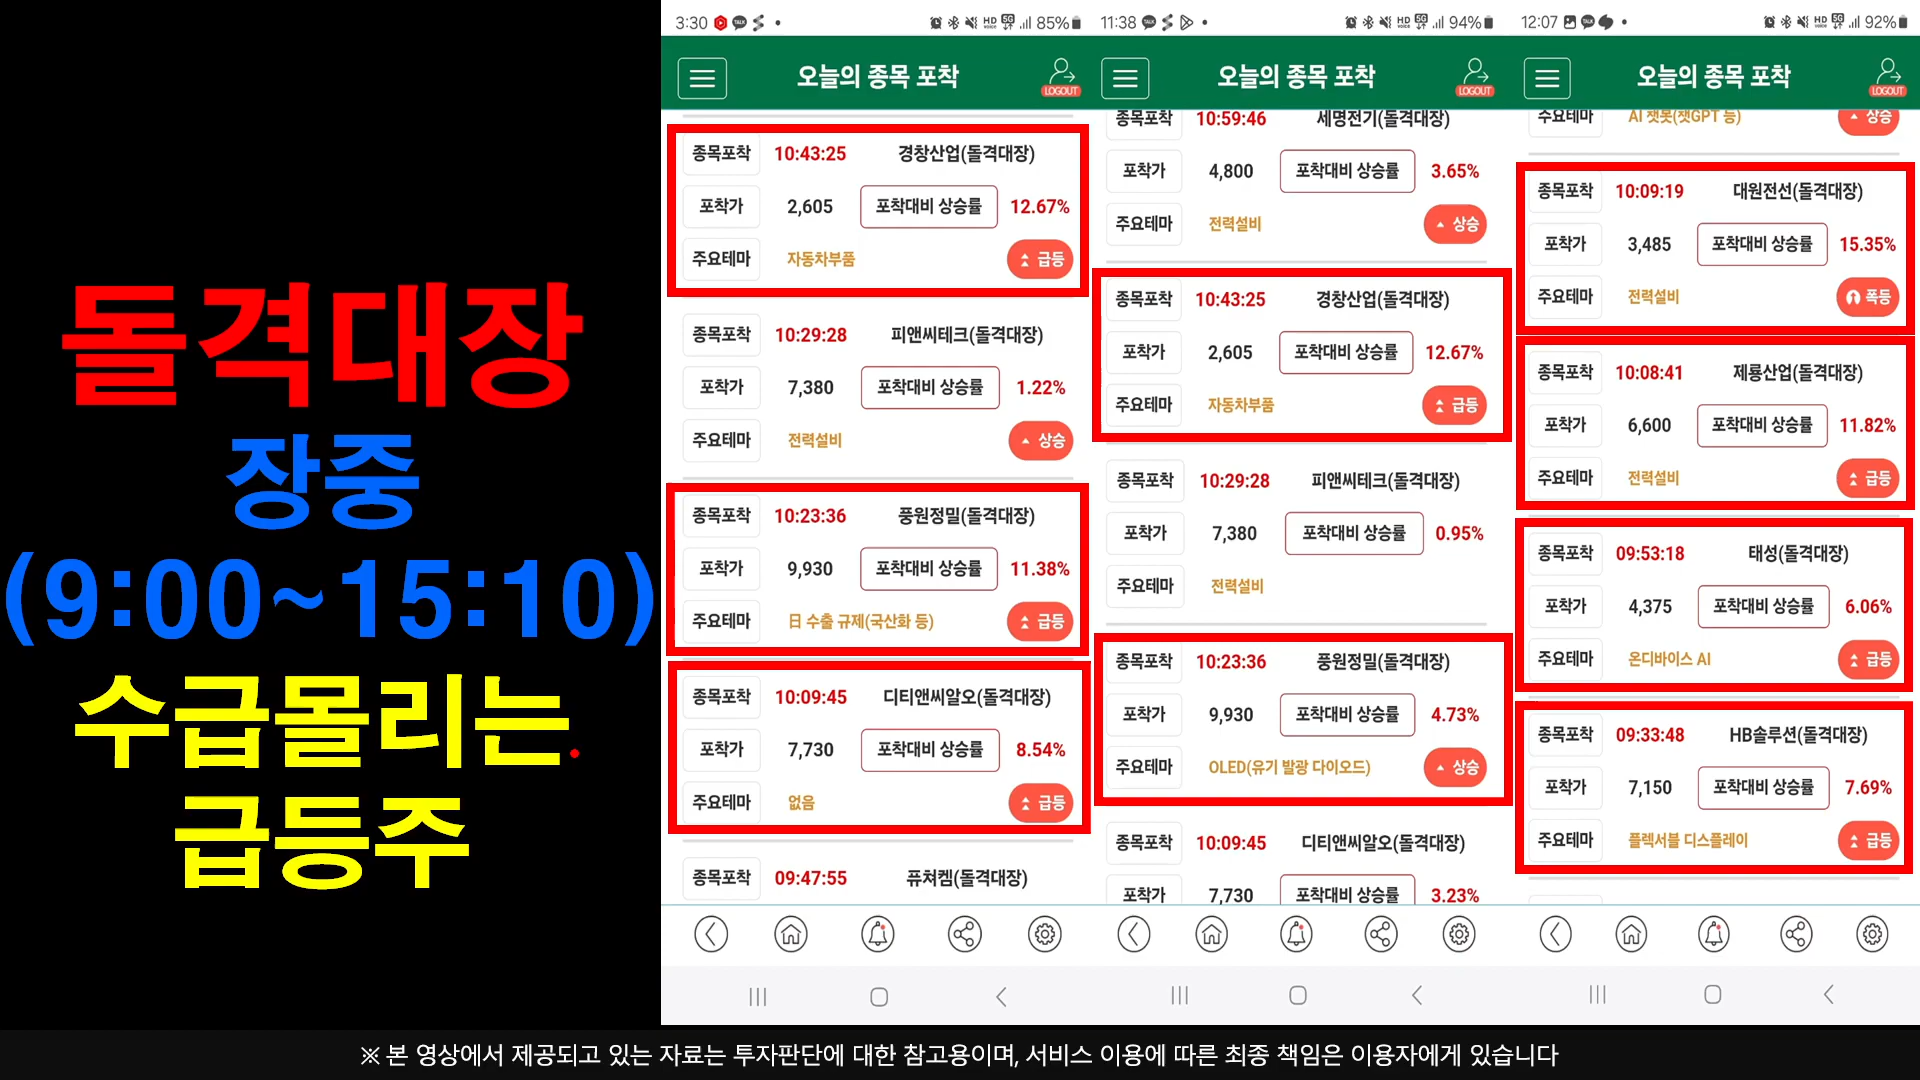 돌격대장
장중
(9:00~15:10)
수급몰리는.
급등주
3:30 85%
오늘의 종목 포착
LOGOUT
종목포착 10:43:25 경창산업(돌격대장)
포착가 2,605 포착대비 상승률 12.67%
주요테마 자동차부품 급등
종목포착 10:29:28 피앤씨테크(돌격대장)
포착가 7,380 포착대비 상승률 1.22%
주요테마 전력설비 상승
종목포착 10:23:36 풍원정밀(돌격대장)
포착가 9,930 포착대비 상승률 11.38%
주요테마 日 수출 규제(국산화 등) 급등
종목포착 10:09:45 디티앤씨알오(돌격대장)
포착가 7,730 포착대비 상승률 8.54%
주요테마 없음 급등
종목포착 09:47:55 퓨쳐켐(돌격대장)
11:38 94%
오늘의 종목 포착
LOGOUT
종목포착 10:59:46 세명전기(돌격대장)
포착가 4,800 포착대비 상승률 3.65%
주요테마 전력설비 상승
종목포착 10:43:25 경창산업(돌격대장)
포착가 2,605 포착대비 상승률 12.67%
주요테마 자동차부품 급등
종목포착 10:29:28 피앤씨테크(돌격대장)
포착가 7,380 포착대비 상승률 0.95%
주요테마 전력설비
종목포착 10:23:36 풍원정밀(돌격대장)
포착가 9,930 포착대비 상승률 4.73%
주요테마 OLED(유기 발광 다이오드) 상승
종목포착 10:09:45 디티앤씨알오(돌격대장)
포착가 7,730 포착대비 상승률 3.23%
12:07 92%
오늘의 종목 포착
LOGOUT
주요테마 AI 챗봇(챗GPT 등) 상승
종목포착 10:09:19 대원전선(돌격대장)
포착가 3,485 포착대비 상승률 15.35%
주요테마 전력설비 폭등
종목포착 10:08:41 제룡산업(돌격대장)
포착가 6,600 포착대비 상승률 11.82%
주요테마 전력설비 급등
종목포착 09:53:18 태성(돌격대장)
포착가 4,375 포착대비 상승률 6.06%
주요테마 온디바이스 AI 급등
종목포착 09:33:48 HB솔루션(돌격대장)
포착가 7,150 포착대비 상승률 7.69%
주요테마 플렉서블 디스플레이 급등
※ 본 영상에서 제공되고 있는 자료는 투자판단에 대한 참고용이며, 서비스 이용에 따른 최종 책임은 이용자에게 있습니다